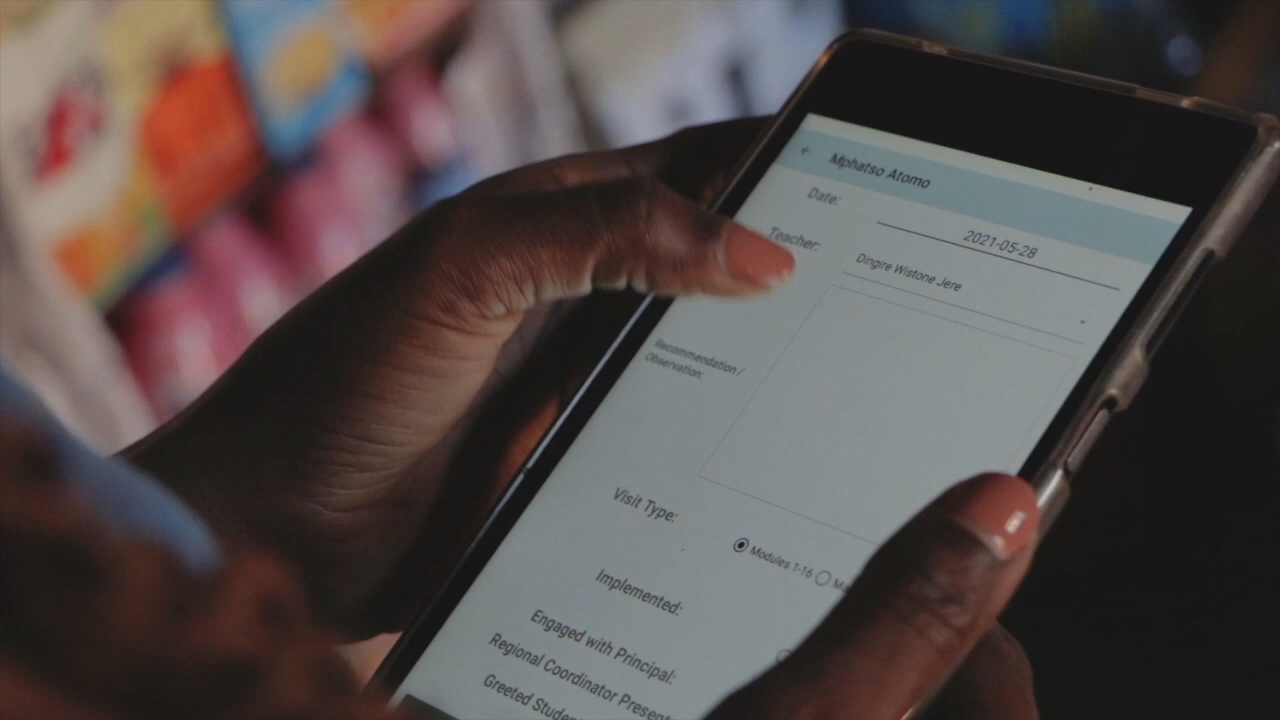 Mphatso Atomo
Date:
2021-05-28
Teacher:
Dingire Wistone Jere
Recommendation /
Observation:
Visit Type:
Modules 1-16
Implemented:
Engaged with Principal:
Regional Coordinator Present
Greeted